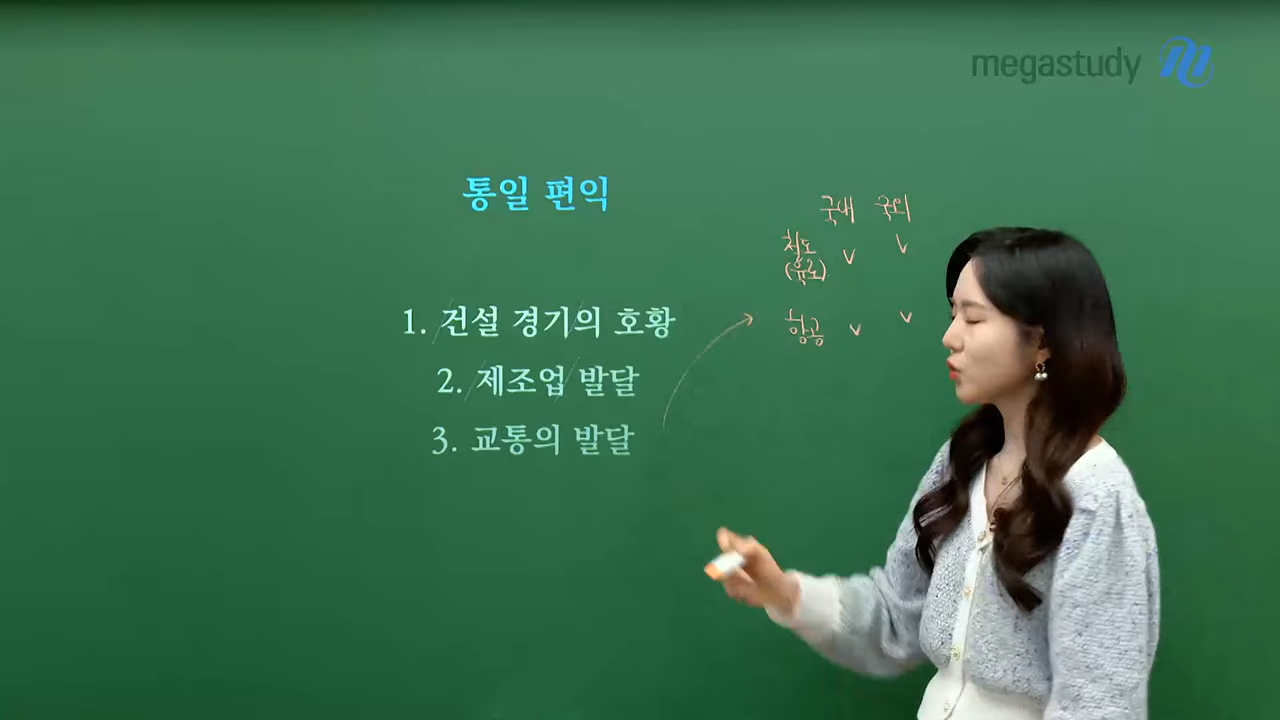 megastudy
통일 편익
1. 건설 경기의 호황
2. 제조업 발달
3. 교통의 발달
국내 국외
철도 v v
(육로)
항공 v v